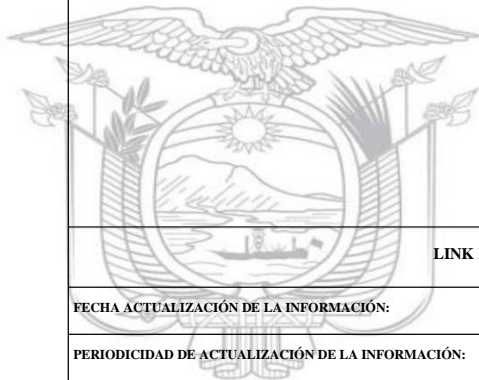 LINK
FECHA ACTUALIZACIÓN DE LA INFORMACIÓN:
PERIODICIDAD DE ACTUALIZACIÓN DE LA INFORMACIÓN: